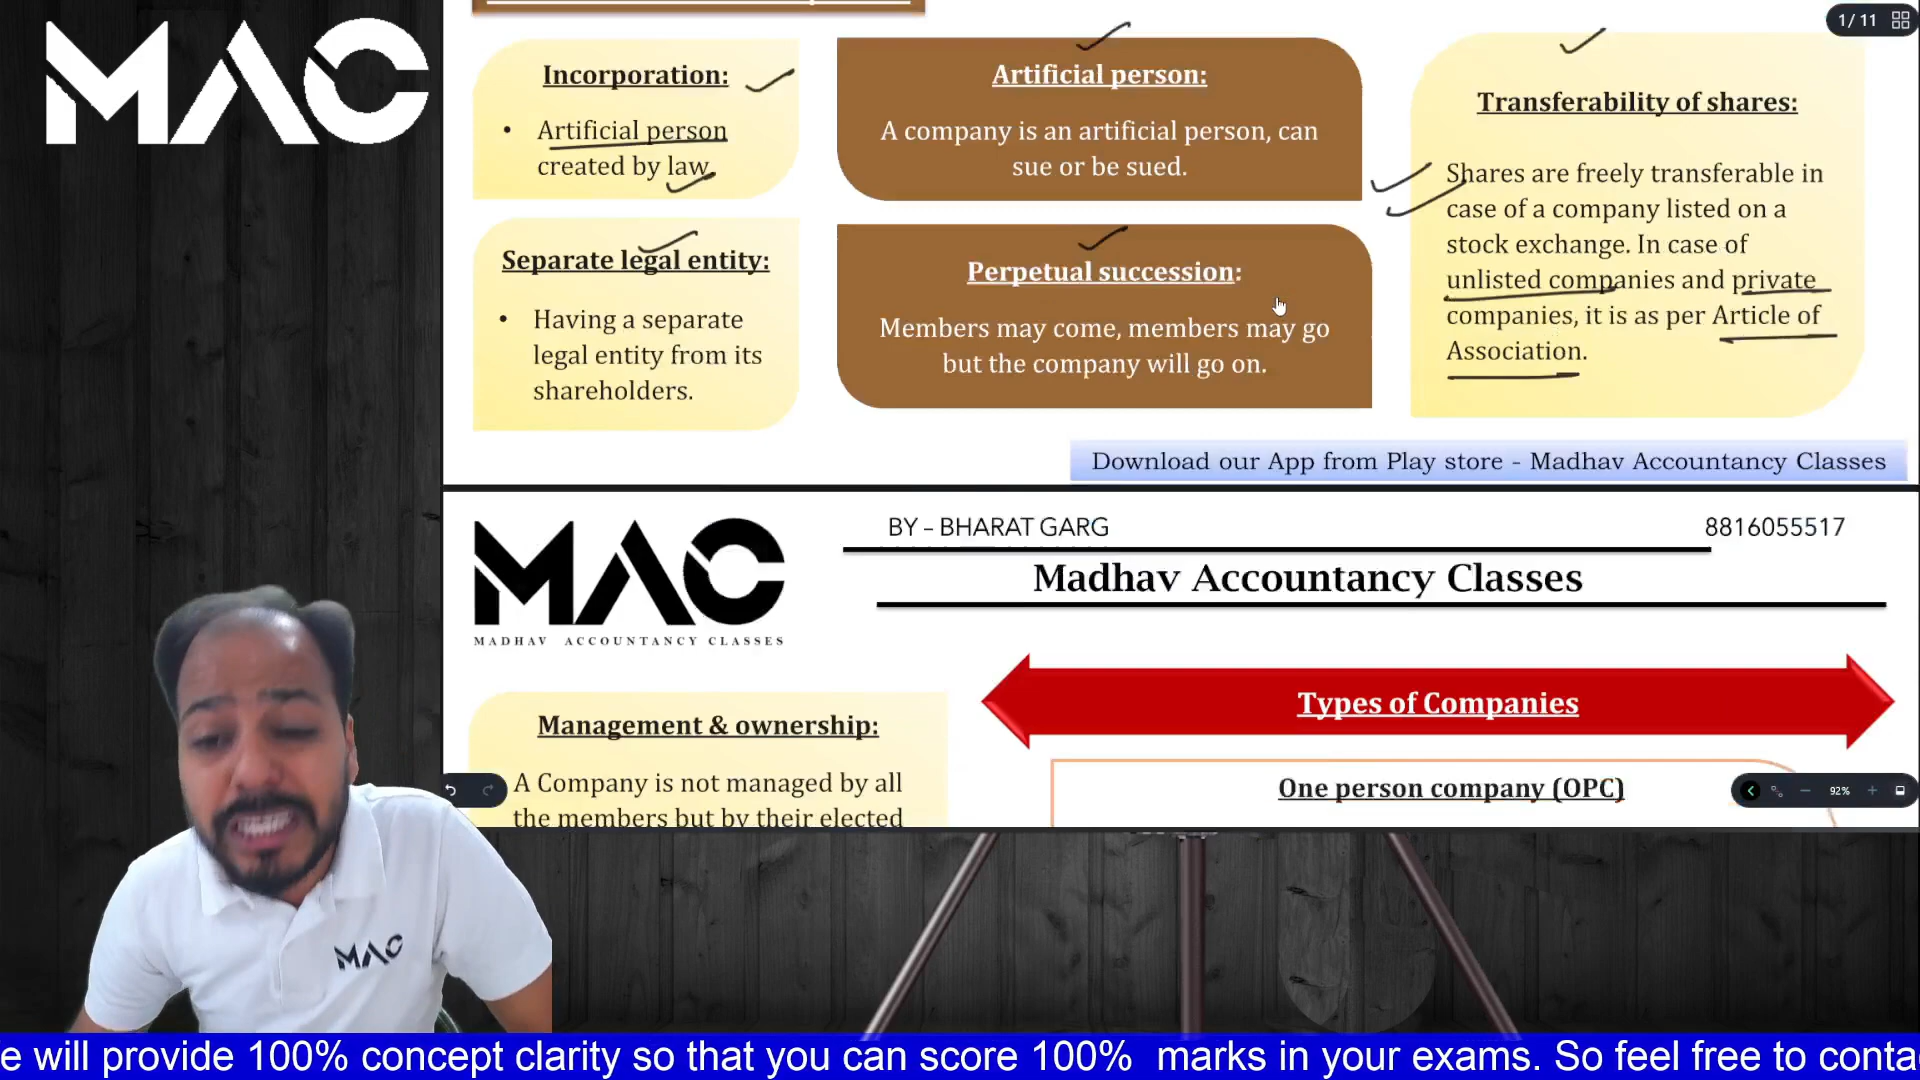 MAC
1/ 11
Incorporation:
• Artificial person
created by law.
Artificial person:
A company is an artificial person, can
sue or be sued.
Transferability of shares:
Shares are freely transferable in
case of a company listed on a
stock exchange. In case of
unlisted companies and private
companies, it is as per Article of
Association.
Separate legal entity:
• Having a separate
legal entity from its
shareholders.
Perpetual succession:
Members may come, members may go
but the company will go on.
Download our App from Play store - Madhav Accountancy Classes
MAC
MADHAV ACCOUNTANCY CLASSES
BY – BHARAT GARG
8816055517
Madhav Accountancy Classes
Management & ownership:
A Company is not managed by all
the members but by their elected
Types of Companies
One person company (OPC)
92%
MAC
e will provide 100% concept clarity so that you can score 100% marks in your exams. So feel free to conta